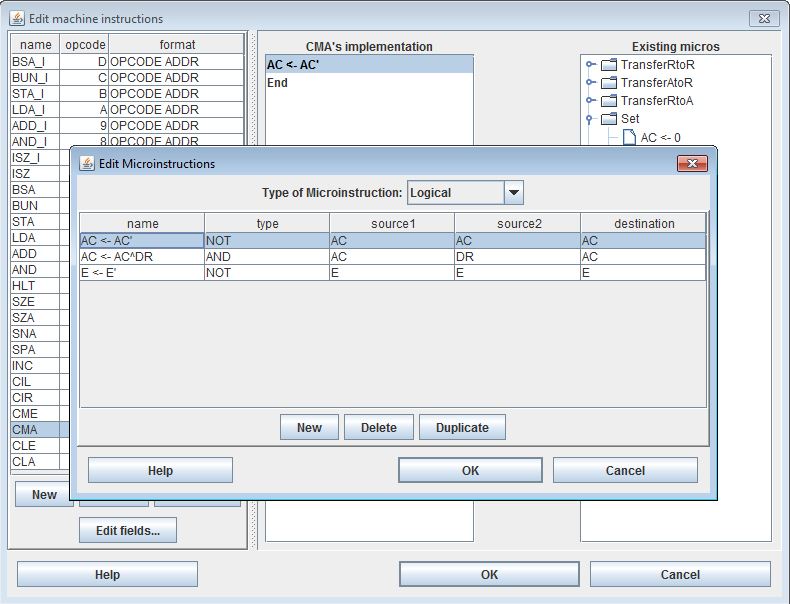 Edit machine instructions
name opcode format
BSA_I D OPCODE ADDR
BUN_I C OPCODE ADDR
STA_I B OPCODE ADDR
LDA_I A OPCODE ADDR
ADD_I 9 OPCODE ADDR
AND_I 8 OPCODE ADDR
ISZ_I
ISZ
BSA
BUN
STA
LDA
ADD
AND
HLT
SZE
SZA
SNA
SPA
INC
CIL
CIR
CME
CMA
CLE
CLA
New
Edit fields...
CMA's implementation
AC <- AC'
End
Existing micros
TransferRtoR
TransferAtoR
TransferRtoA
Set
AC <- 0
Edit Microinstructions
Type of Microinstruction: Logical
name type source1 source2 destination
AC <- AC' NOT AC AC AC
AC <- AC^DR AND AC DR AC
E <- E' NOT E E E
New Delete Duplicate
Help OK Cancel
Help OK Cancel